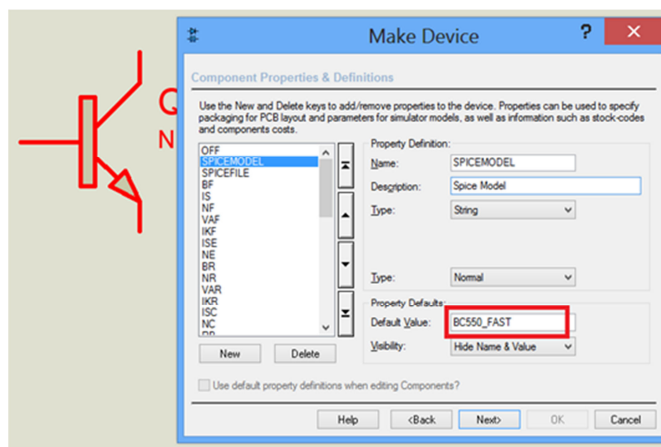 Make Device
?
X
Component Properties & Definitions
Use the New and Delete keys to add/remove properties to the device. Properties can be used to specify
packaging for PCB layout and parameters for simulator models, as well as information such as stock-codes
and components costs.
Q
N
OFF
SPICEMODEL
SPICEFILE
BF
IS
NF
VAF
IKF
ISE
NE
BR
NR
VAR
IKR
ISC
NC
New
Delete
Property Definition:
Name: SPICEMODEL
Description: Spice Model
Type: String
Type: Normal
Property Defaults:
Default Value: BC550_FAST
Visibility: Hide Name & Value
Use default property definitions when editing Components?
Help
<Back
Next>
OK
Cancel